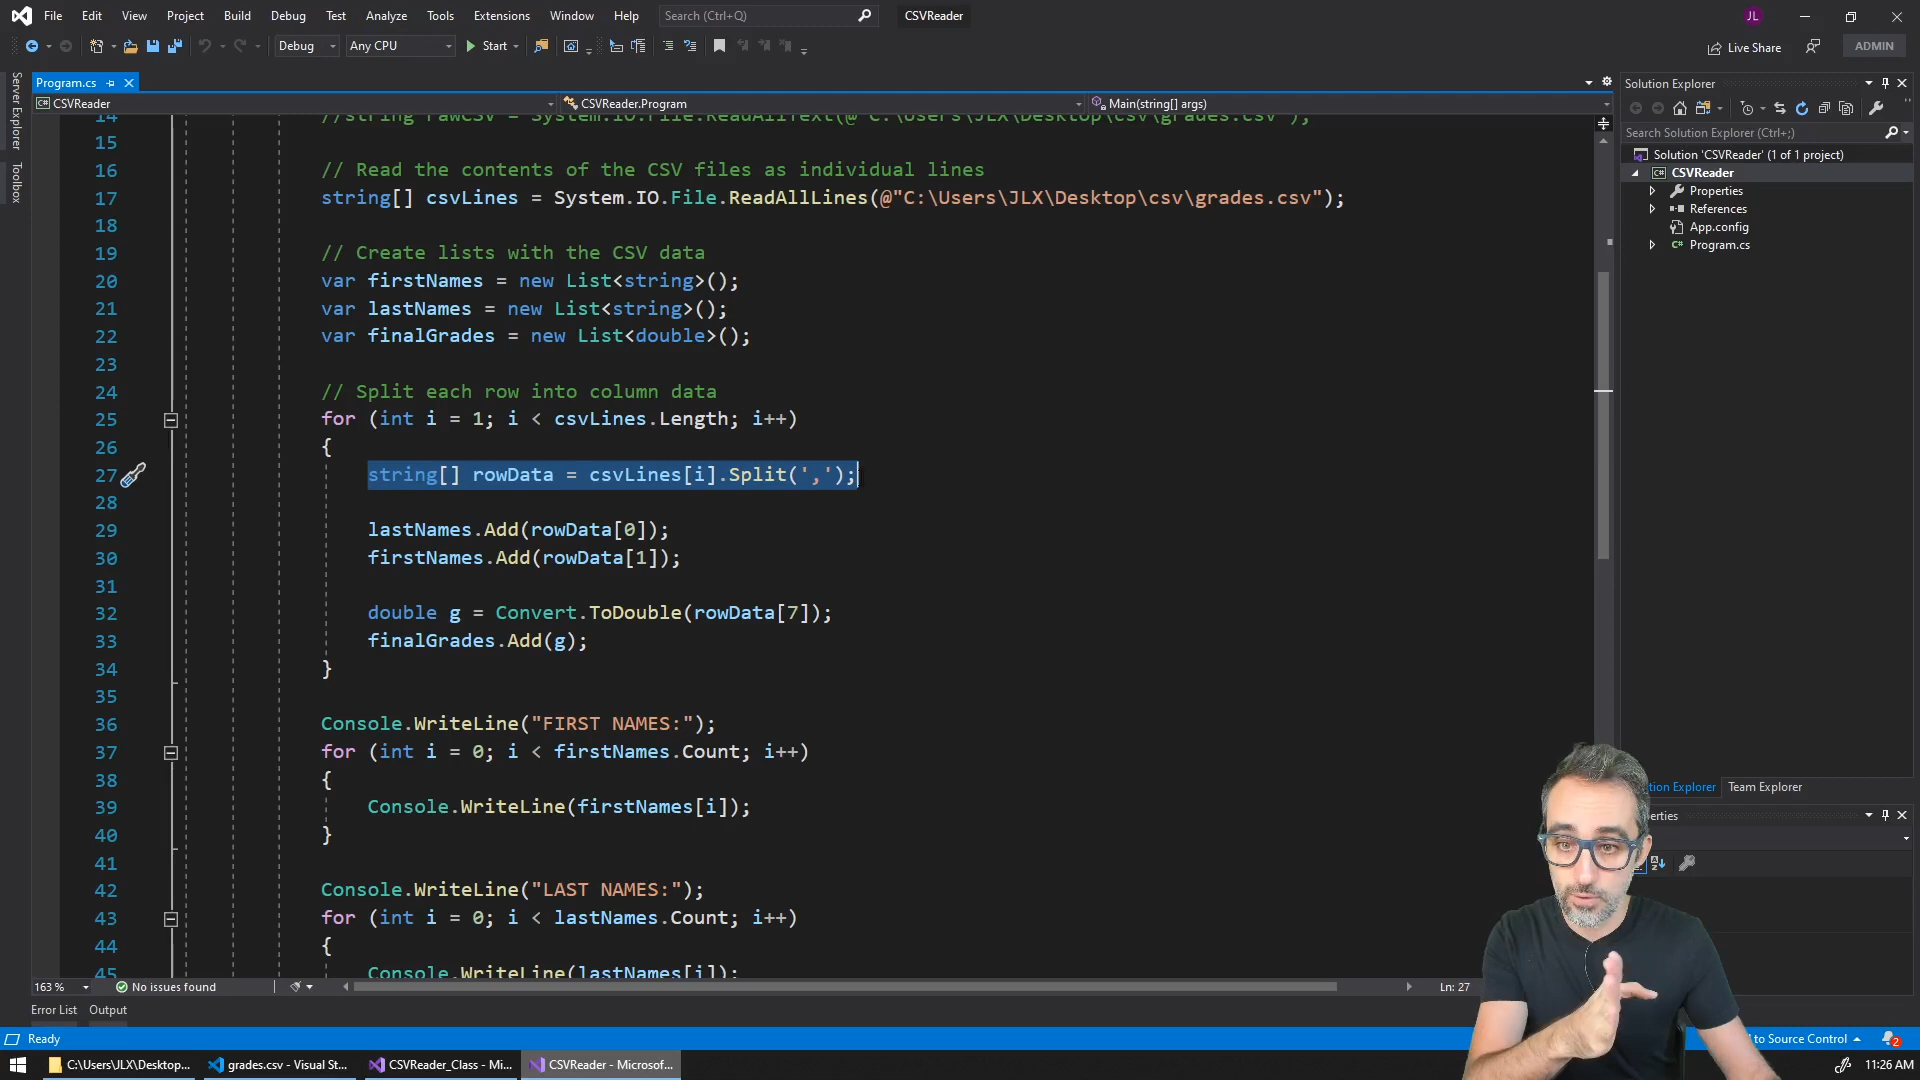 File Edit View Project Build Debug Test Analyze Tools Extensions Window Help Search (Ctrl+Q) CSVReader JL
Debug Any CPU Start Live Share ADMIN
Server Explorer
Toolbox
Program.cs
CSVReader CSVReader.Program Main(string[] args)
14 //string rawCSV = System.IO.File.ReadAllText(@"C:\Users\JLX\Desktop\csv\grades.csv");
15
16 // Read the contents of the CSV files as individual lines
17 string[] csvLines = System.IO.File.ReadAllLines(@"C:\Users\JLX\Desktop\csv\grades.csv");
18
19 // Create lists with the CSV data
20 var firstNames = new List<string>();
21 var lastNames = new List<string>();
22 var finalGrades = new List<double>();
23
24 // Split each row into column data
25 for (int i = 1; i < csvLines.Length; i++)
26 {
27 string[] rowData = csvLines[i].Split(',');
28
29 lastNames.Add(rowData[0]);
30 firstNames.Add(rowData[1]);
31
32 double g = Convert.ToDouble(rowData[7]);
33 finalGrades.Add(g);
34 }
35
36 Console.WriteLine("FIRST NAMES:");
37 for (int i = 0; i < firstNames.Count; i++)
38 {
39 Console.WriteLine(firstNames[i]);
40 }
41
42 Console.WriteLine("LAST NAMES:");
43 for (int i = 0; i < lastNames.Count; i++)
44 {
45 Console.WriteLine(lastNames[i]);
163 % No issues found Ln: 27
Error List Output
Ready
Solution Explorer
Search Solution Explorer (Ctrl+;)
Solution 'CSVReader' (1 of 1 project)
CSVReader
Properties
References
App.config
Program.cs
tion Explorer Team Explorer
erties
to Source Control 2
C:\Users\JLX\Desktop... grades.csv - Visual St... CSVReader_Class - Mi... CSVReader - Microsof... 11:26 AM